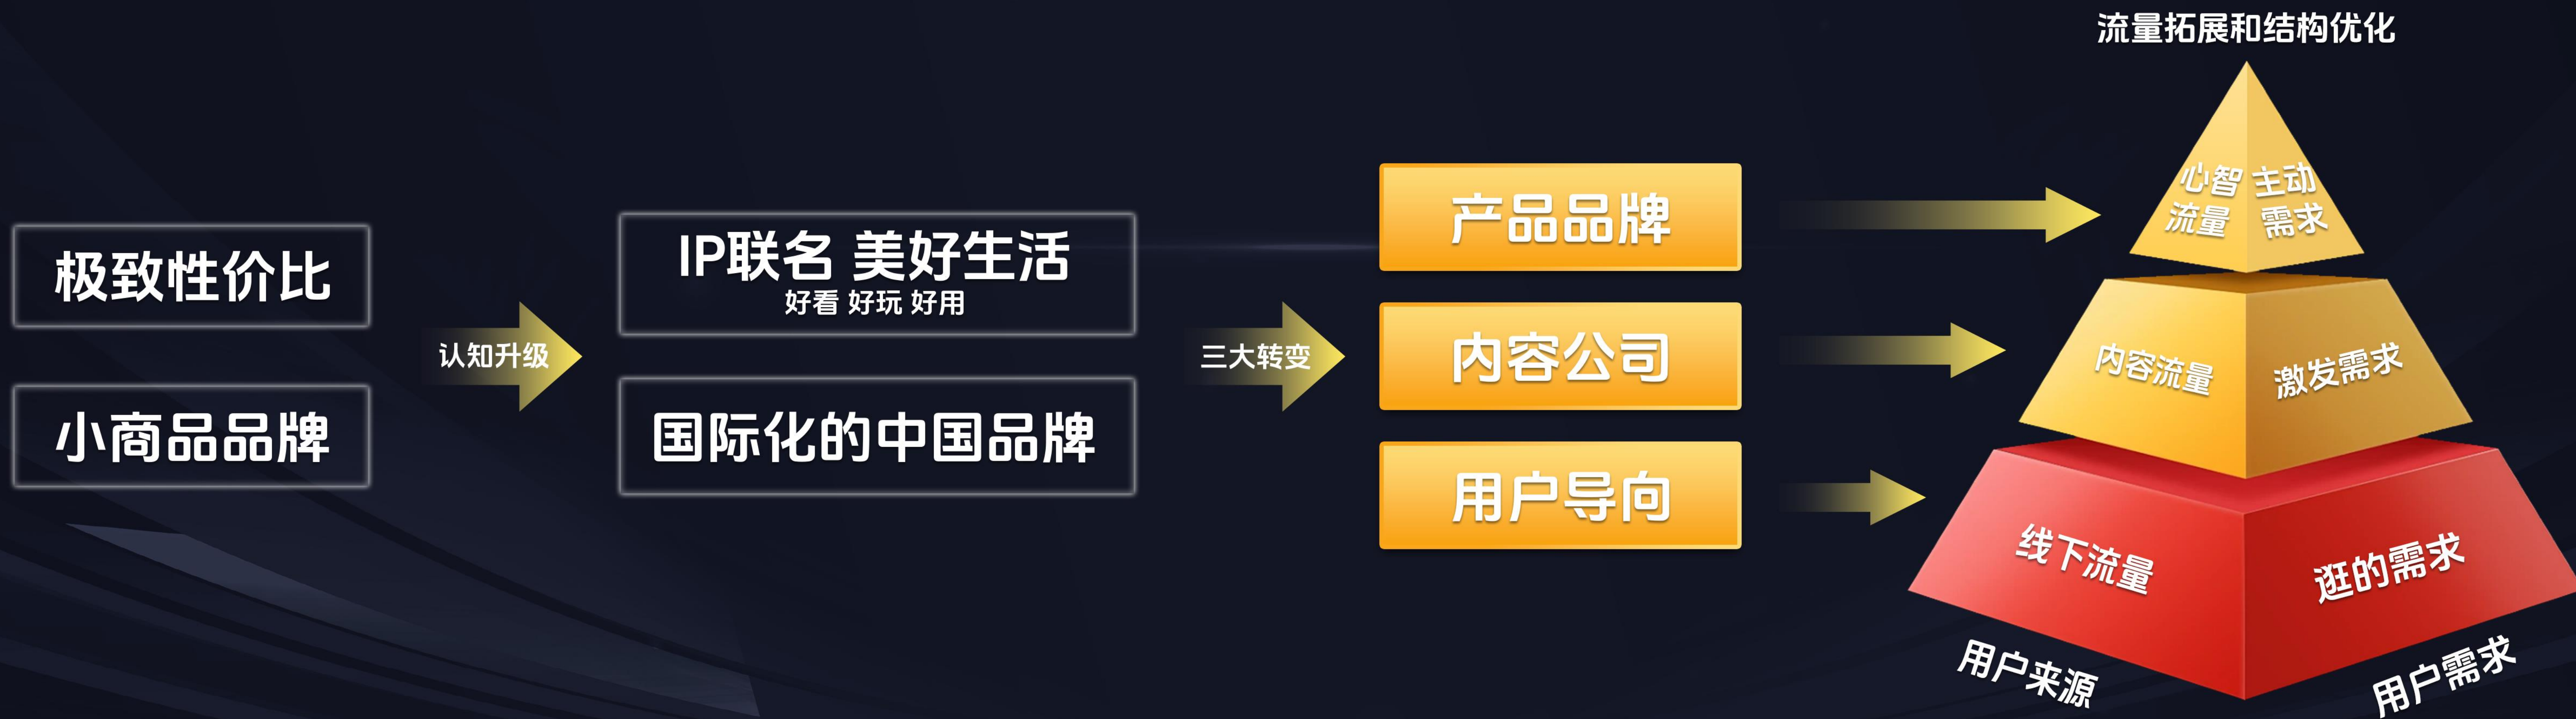 极致性价比
小商品品牌
认知升级
IP联名 美好生活
好看 好玩 好用
国际化的中国品牌
三大转变
产品品牌
内容公司
用户导向
流量拓展和结构优化
心智
流量
主动
需求
内容流量
激发需求
线下流量
逛的需求
用户来源
用户需求